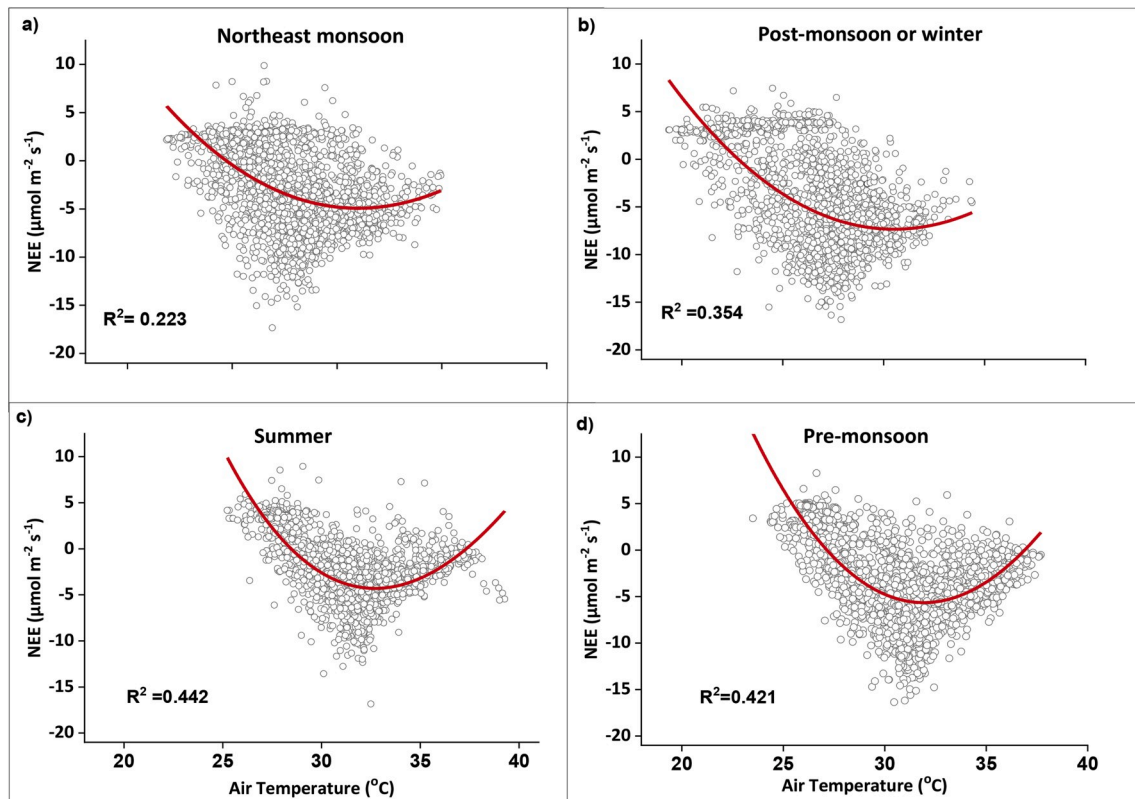 a)
Northeast monsoon
10
5
0
-5
-10
-15
-20
NEE (µmol m⁻² s⁻¹)
R²= 0.223
b)
Post-monsoon or winter
10
5
0
-5
-10
-15
-20
NEE (µmol m⁻² s⁻¹)
R² =0.354
c)
Summer
10
5
0
-5
-10
-15
-20
NEE (µmol m⁻² s⁻¹)
R² =0.442
20 25 30 35 40
Air Temperature (°C)
d)
Pre-monsoon
10
5
0
-5
-10
-15
-20
NEE (µmol m⁻² s⁻¹)
R²=0.421
20 25 30 35 40
Air Temperature (°C)